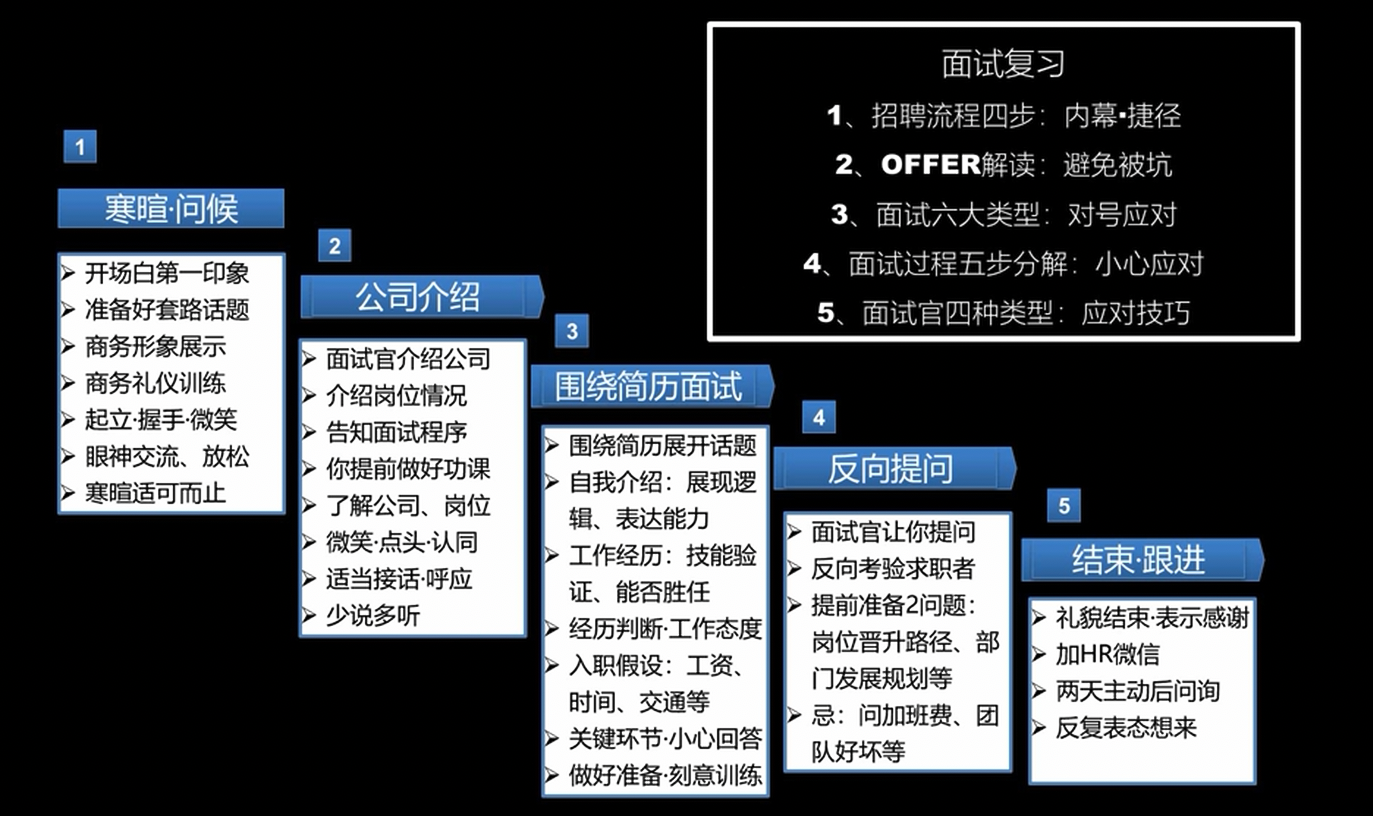 面试复习
1、招聘流程四步：内幕·捷径
2、OFFER解读：避免被坑
3、面试六大类型：对号应对
4、面试过程五步分解：小心应对
5、面试官四种类型：应对技巧
1
寒暄·问候
开场白第一印象
准备好套路话题
商务形象展示
商务礼仪训练
起立·握手·微笑
眼神交流、放松
寒暄适可而止
2
公司介绍
面试官介绍公司
介绍岗位情况
告知面试程序
你提前做好功课
了解公司、岗位
微笑·点头·认同
适当接话·呼应
少说多听
3
围绕简历面试
围绕简历展开话题
自我介绍：展现逻
辑、表达能力
工作经历：技能验
证、能否胜任
经历判断·工作态度
入职假设：工资、
时间、交通等
关键环节·小心回答
做好准备·刻意训练
4
反向提问
面试官让你提问
反向考验求职者
提前准备2问题：
岗位晋升路径、部
门发展规划等
忌：问加班费、团
队好坏等
5
结束·跟进
礼貌结束·表示感谢
加HR微信
两天主动后问询
反复表态想来